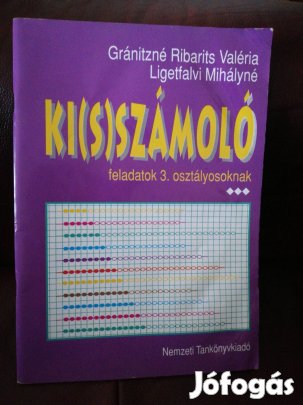 Gránitzné Ribarits Valéria
Ligetfalvi Mihályné
KI(S)SZÁMOLÓ
feladatok 3. osztályosoknak
Nemzeti Tankönyvkiadó
Jófogás